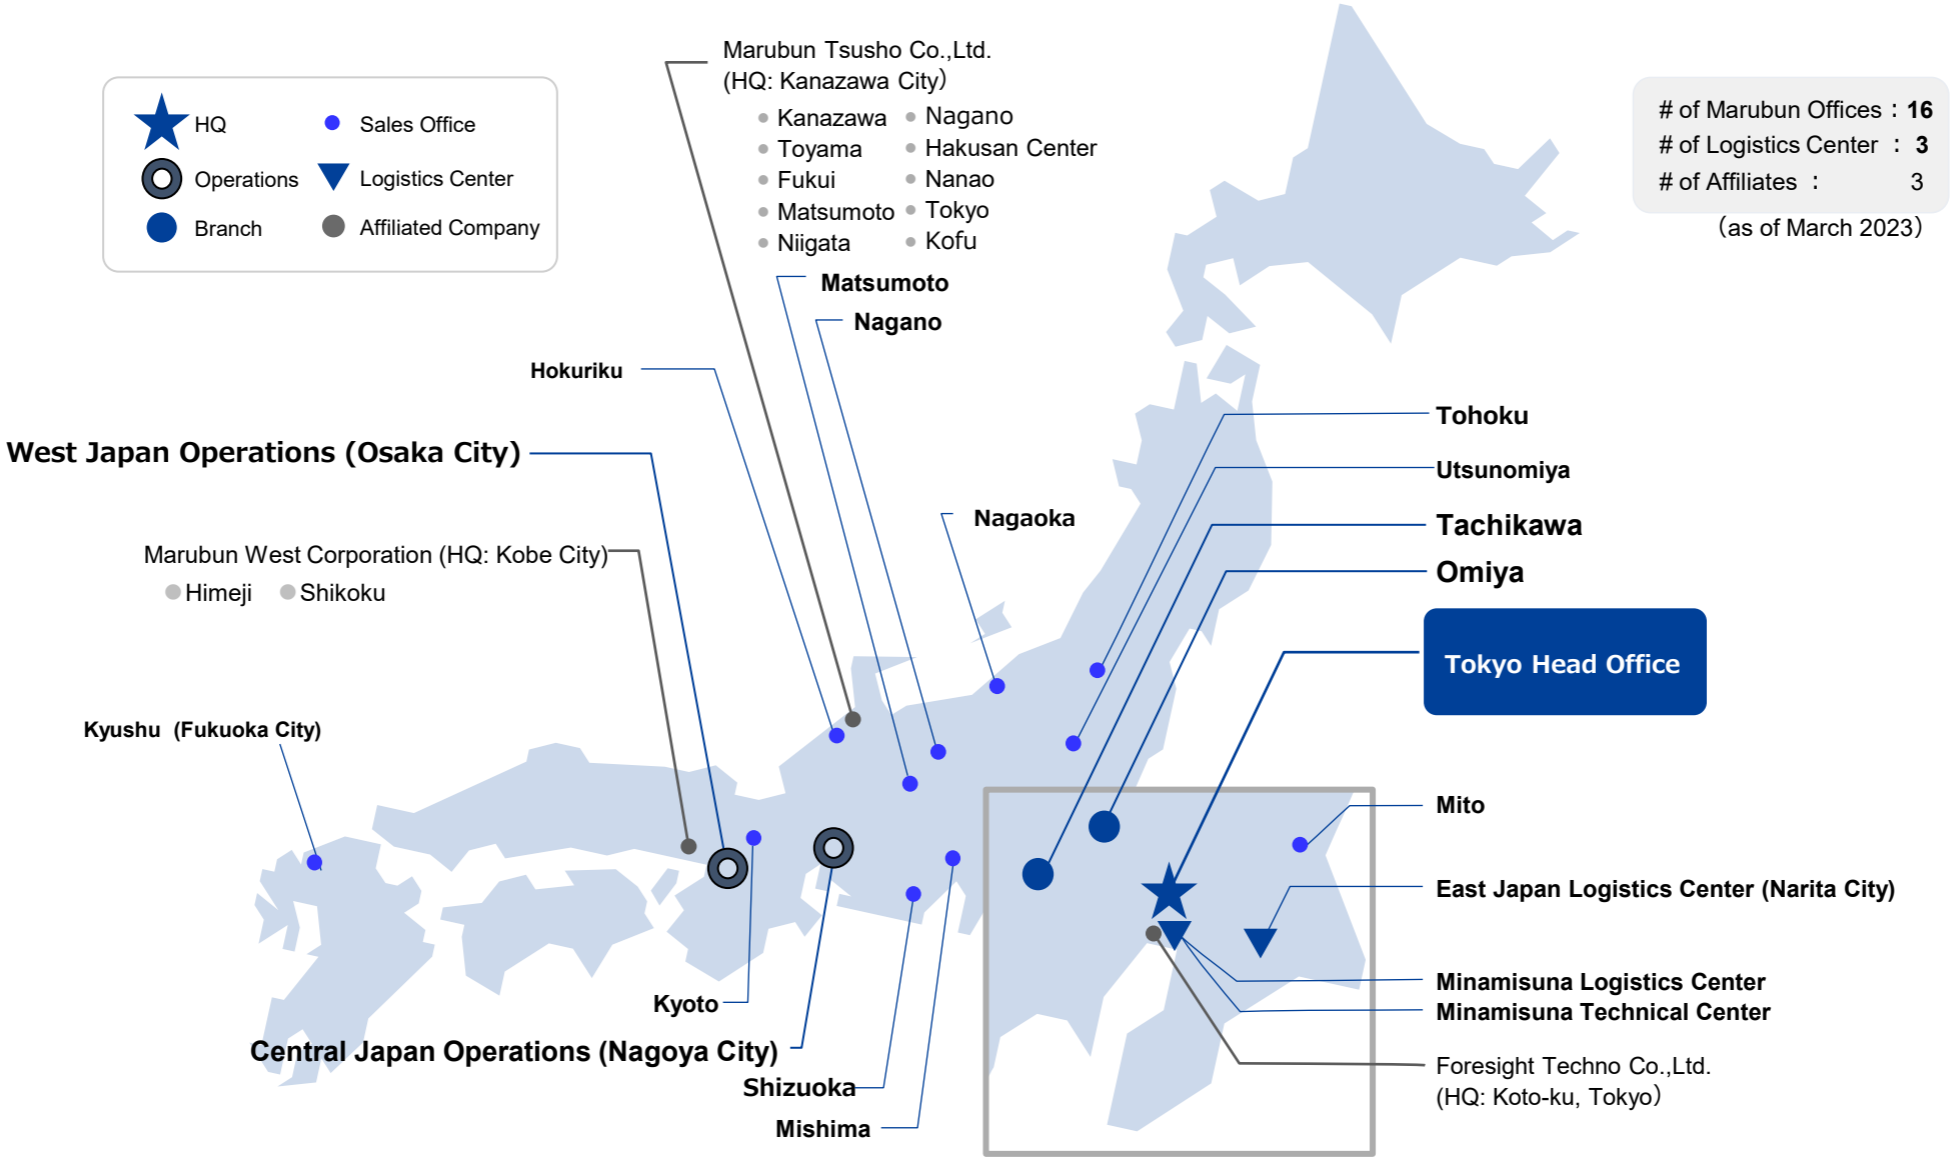 HQ
Sales Office
Operations
Logistics Center
Branch
Affiliated Company
Marubun Tsusho Co.,Ltd.
(HQ: Kanazawa City）
Kanazawa
Nagano
Toyama
Hakusan Center
Fukui
Nanao
Matsumoto
Tokyo
Niigata
Kofu
# of Marubun Offices：16
# of Logistics Center ： 3
# of Affiliates ： 3
（as of March 2023）
Matsumoto
Nagano
Hokuriku
West Japan Operations (Osaka City)
Marubun West Corporation (HQ: Kobe City)
Himeji
Shikoku
Nagaoka
Kyushu (Fukuoka City)
Tohoku
Utsunomiya
Tachikawa
Omiya
Tokyo Head Office
Mito
East Japan Logistics Center (Narita City)
Minamisuna Logistics Center
Minamisuna Technical Center
Foresight Techno Co.,Ltd.
(HQ: Koto-ku, Tokyo）
Kyoto
Central Japan Operations (Nagoya City)
Shizuoka
Mishima